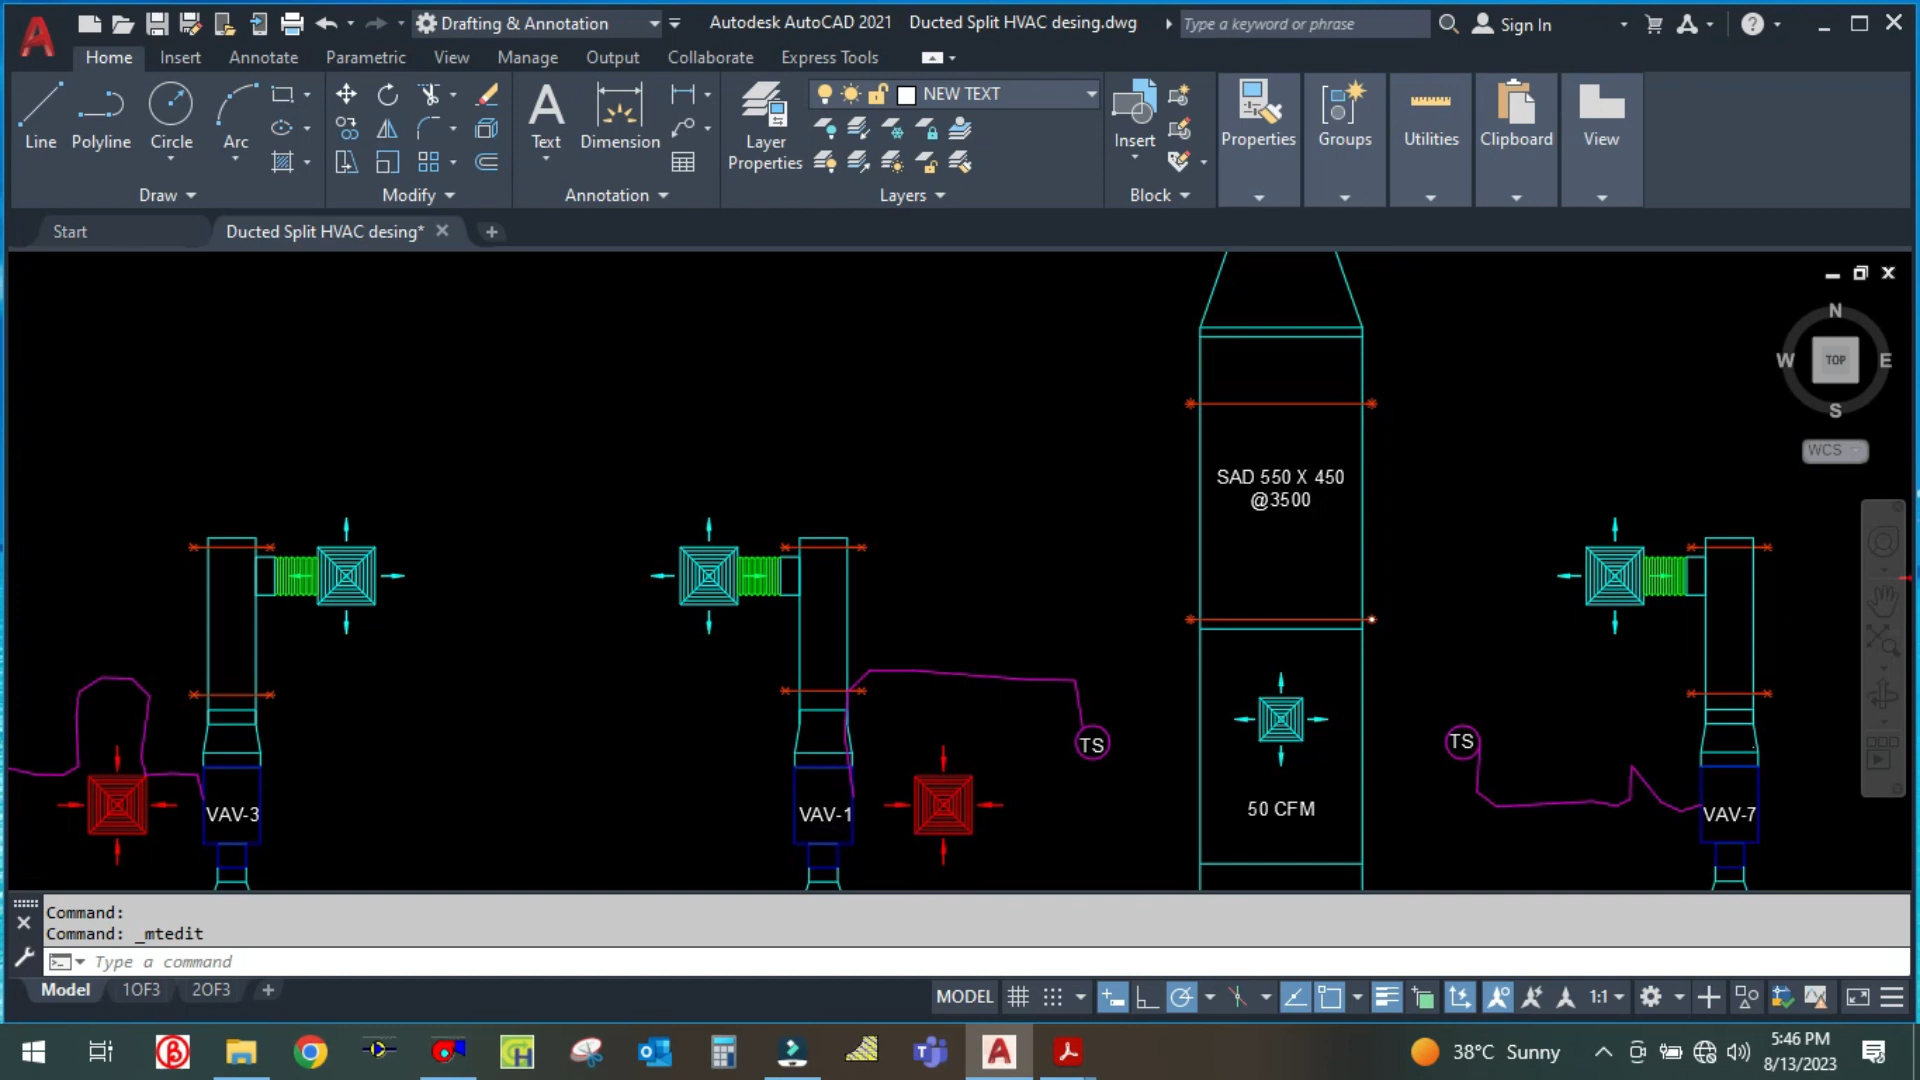 Drafting & Annotation
Autodesk AutoCAD 2021
Ducted Split HVAC desing.dwg
Type a keyword or phrase
Sign In
Home
Insert
Annotate
Parametric
View
Manage
Output
Collaborate
Express Tools
Line
Polyline
Circle
Arc
Text
Dimension
Layer
Properties
NEW TEXT
Insert
Properties
Groups
Utilities
Clipboard
View
Draw
Modify
Annotation
Layers
Block
Start
Ducted Split HVAC desing*
N
W
TOP
E
S
WCS
SAD 550 X 450
@3500
TS
TS
VAV-3
VAV-1
50 CFM
VAV-7
Command:
Command: _mtedit
Type a command
Model
1OF3
2OF3
MODEL
1:1
38°C Sunny
5:46 PM
8/13/2023